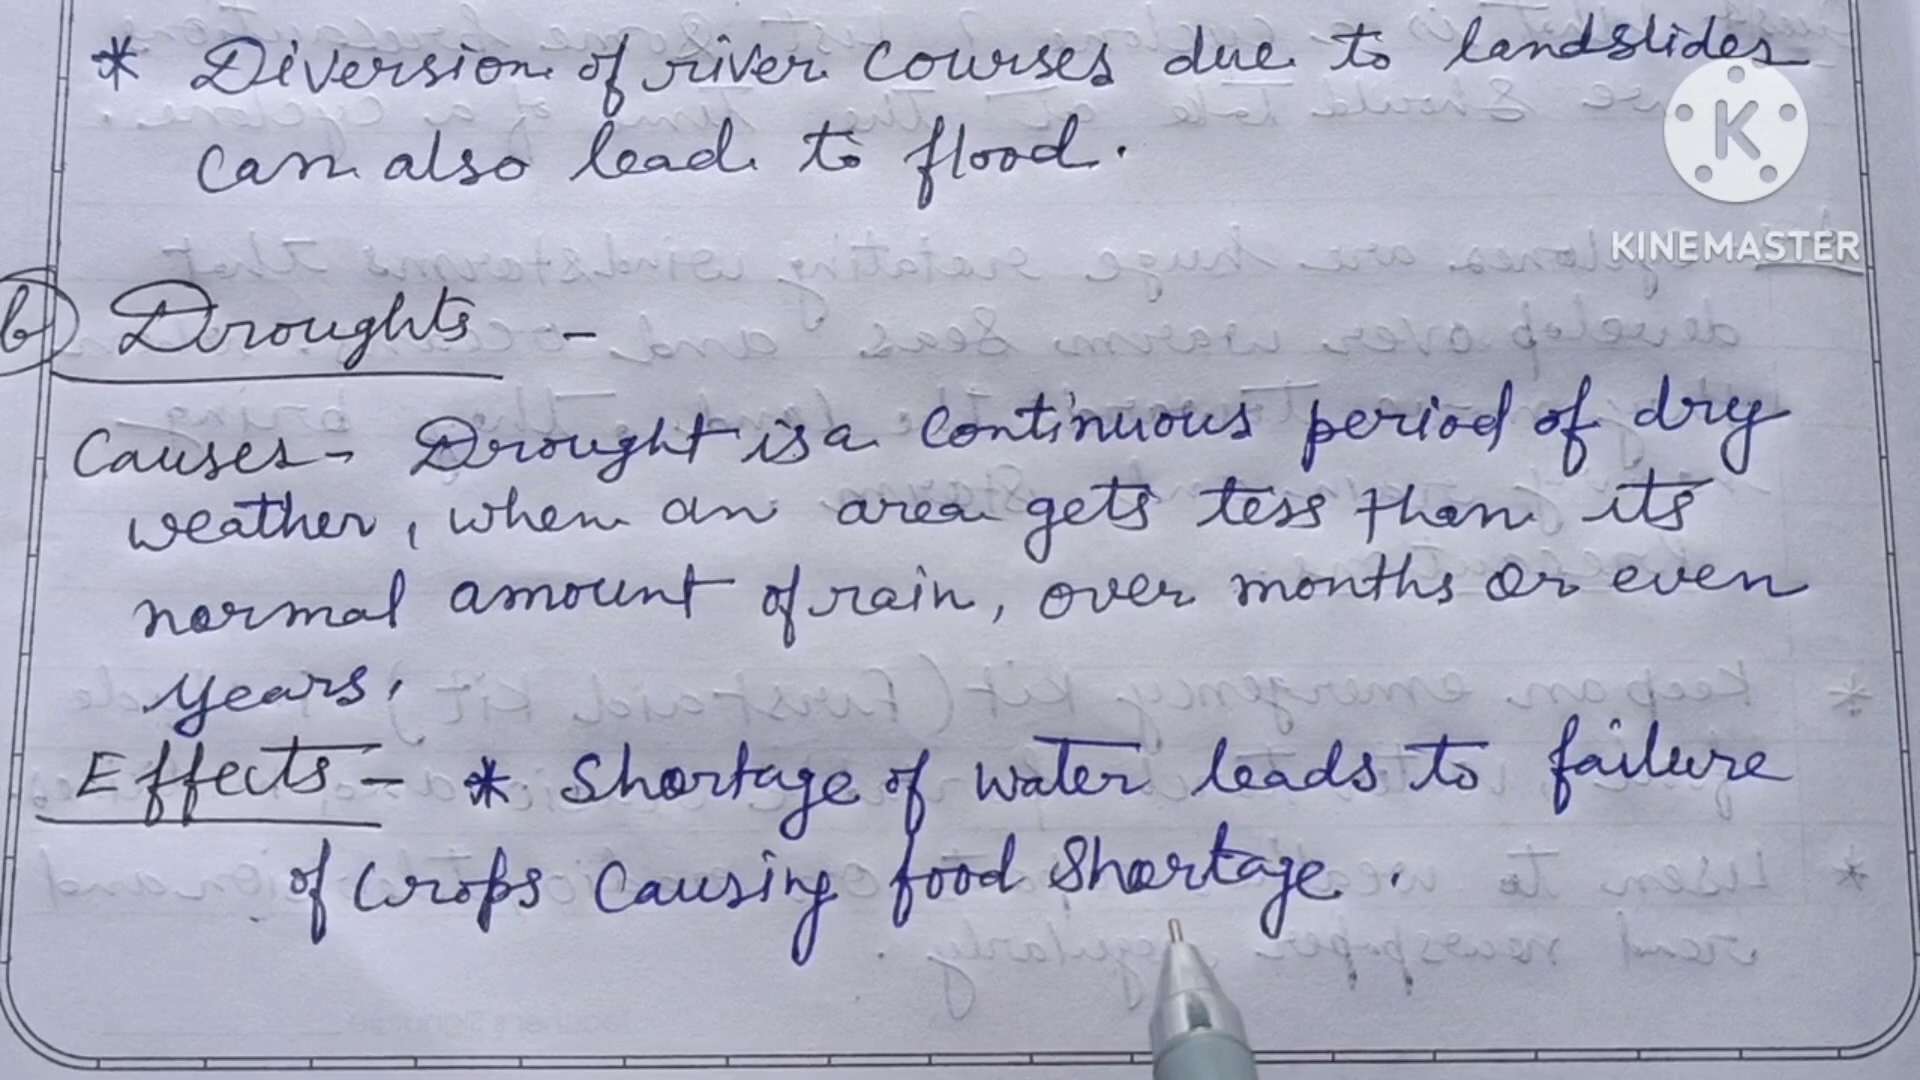 * Diversion of river courses due to landslides
can also lead to flood.
K
KINEMASTER
b) Droughts -
Causes - Drought is a continuous period of dry
weather, when an area gets tess than its
normal amount of rain, over months or even
years.
Effects - * Shortage of water leads to failure
of crops causing food shortage.